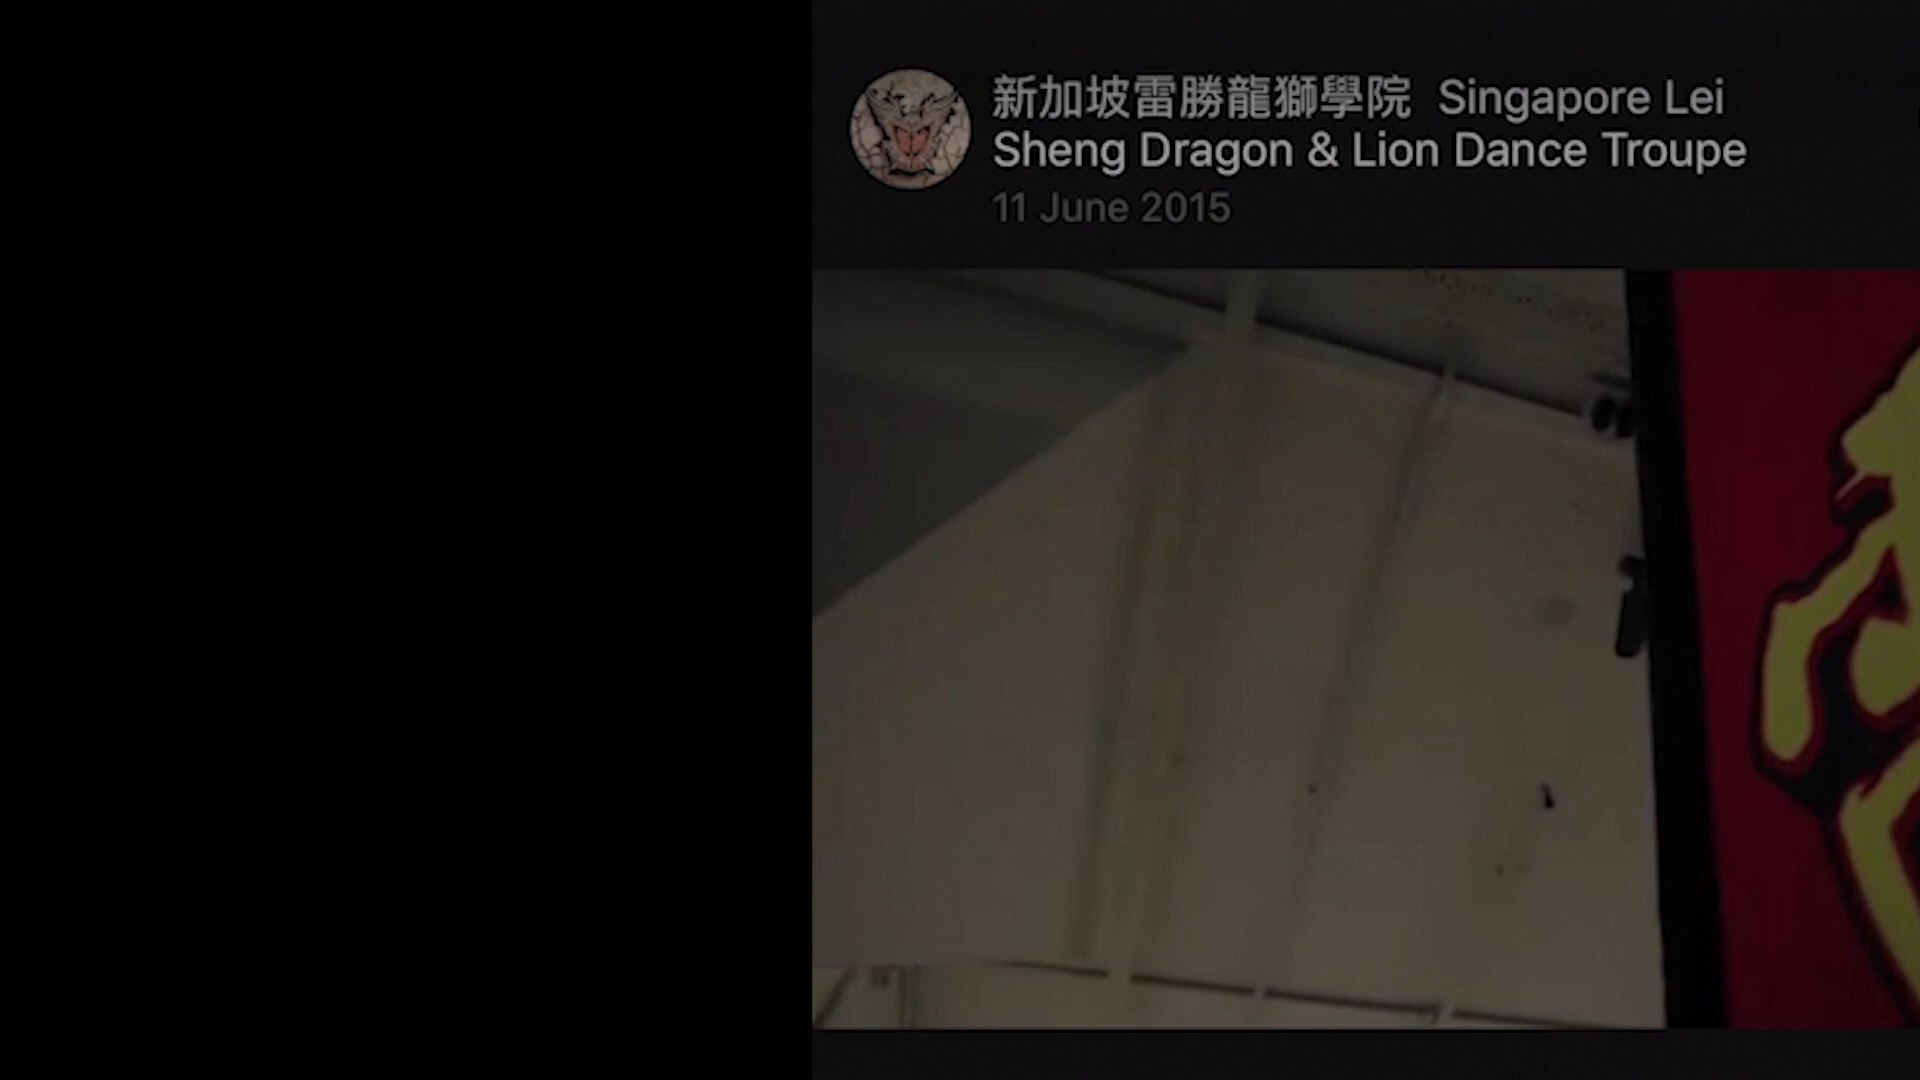 新加坡雷勝龍獅學院 Singapore Lei
Sheng Dragon & Lion Dance Troupe
11 June 2015